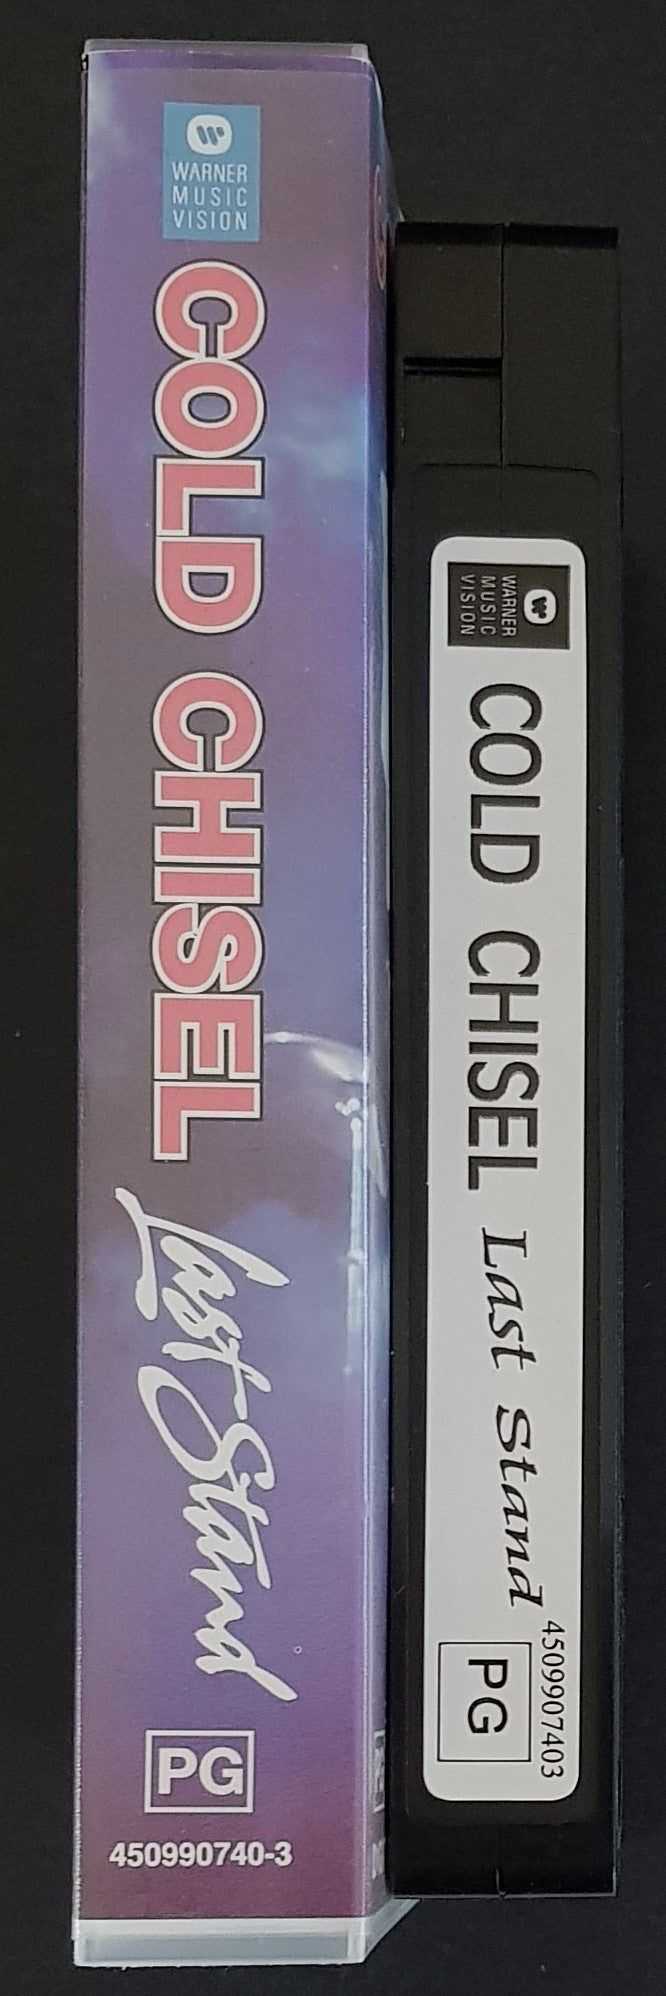 WARNER
MUSIC
VISION
COLD CHISEL
Last Stand
PG
450990740-3
WARNER
MUSIC
VISION
COLD CHISEL Last Stand
4509907403
PG